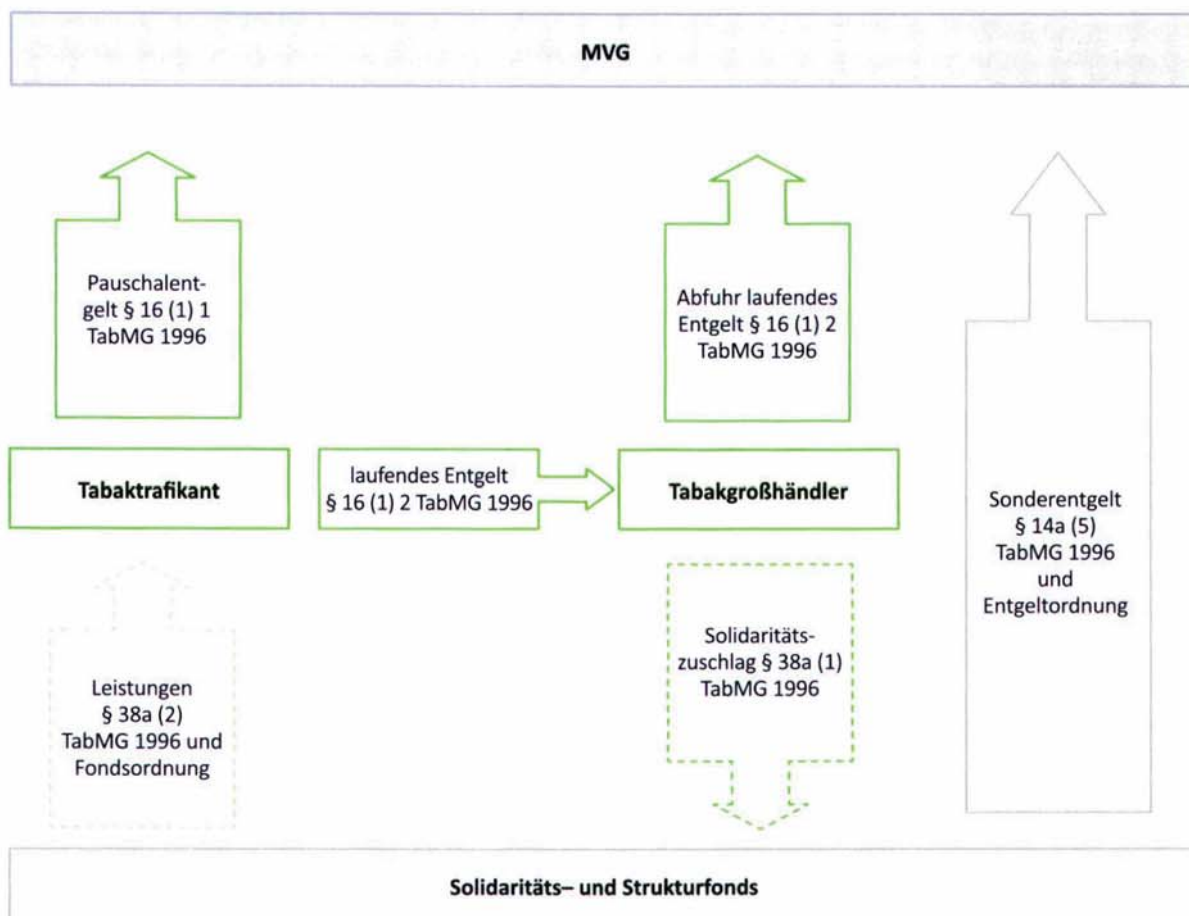 MVG
Pauschalent-
gelt § 16 (1) 1
TabMG 1996
Abfuhr laufendes
Entgelt § 16 (1) 2
TabMG 1996
Tabaktrafikant
laufendes Entgelt
§ 16 (1) 2 TabMG 1996
Tabakgroßhändler
Sonderentgelt
§ 14a (5)
TabMG 1996
und
Entgeltordnung
Leistungen
§ 38a (2)
TabMG 1996 und
Fondsordnung
Solidaritäts-
zuschlag § 38a (1)
TabMG 1996
Solidaritäts– und Strukturfonds